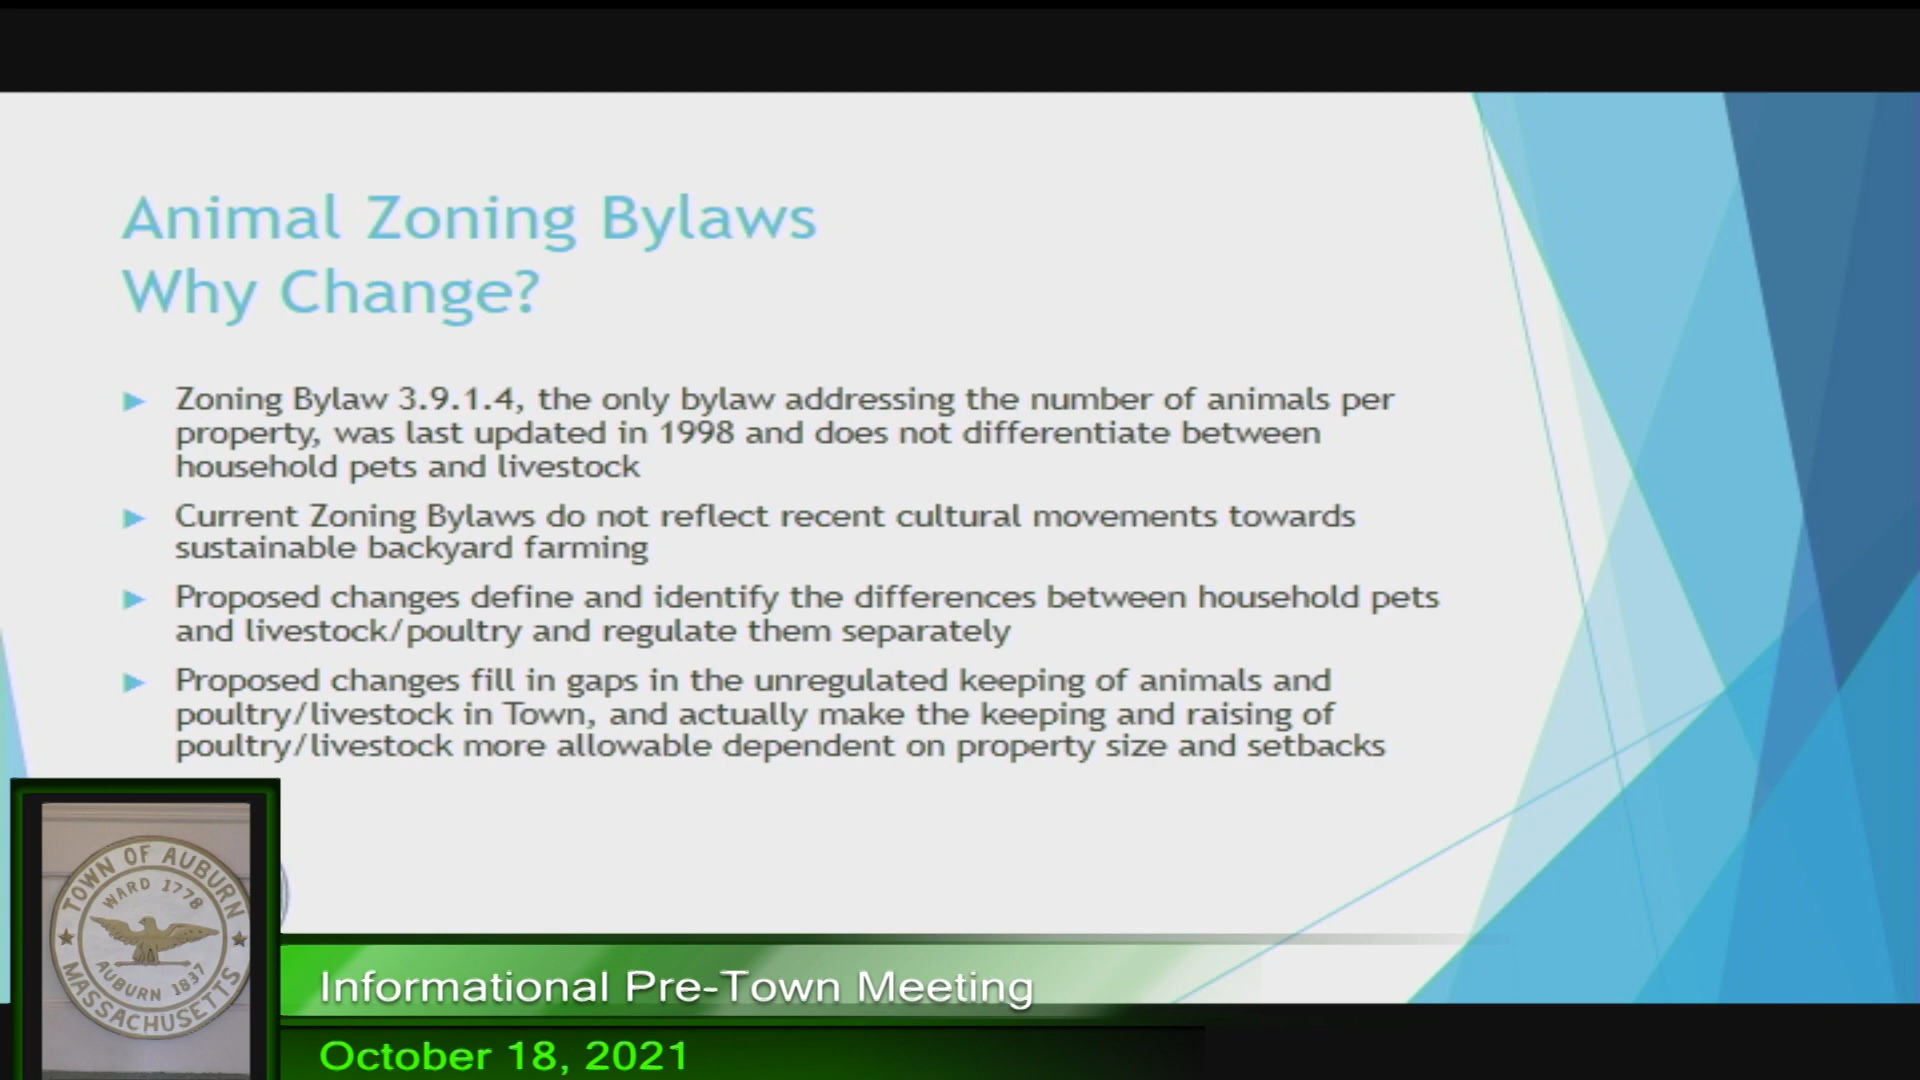 Animal Zoning Bylaws
Why Change?
Zoning Bylaw 3.9.1.4, the only bylaw addressing the number of animals per
property, was last updated in 1998 and does not differentiate between
household pets and livestock
Current Zoning Bylaws do not reflect recent cultural movements towards
sustainable backyard farming
Proposed changes define and identify the differences between household pets
and livestock/poultry and regulate them separately
Proposed changes fill in gaps in the unregulated keeping of animals and
poultry/livestock in Town, and actually make the keeping and raising of
poultry/livestock more allowable dependent on property size and setbacks
TOWN OF AUBURN
WARD 1778
AUBURN 1837
MASSACHUSETTS
Informational Pre-Town Meeting
October 18, 2021